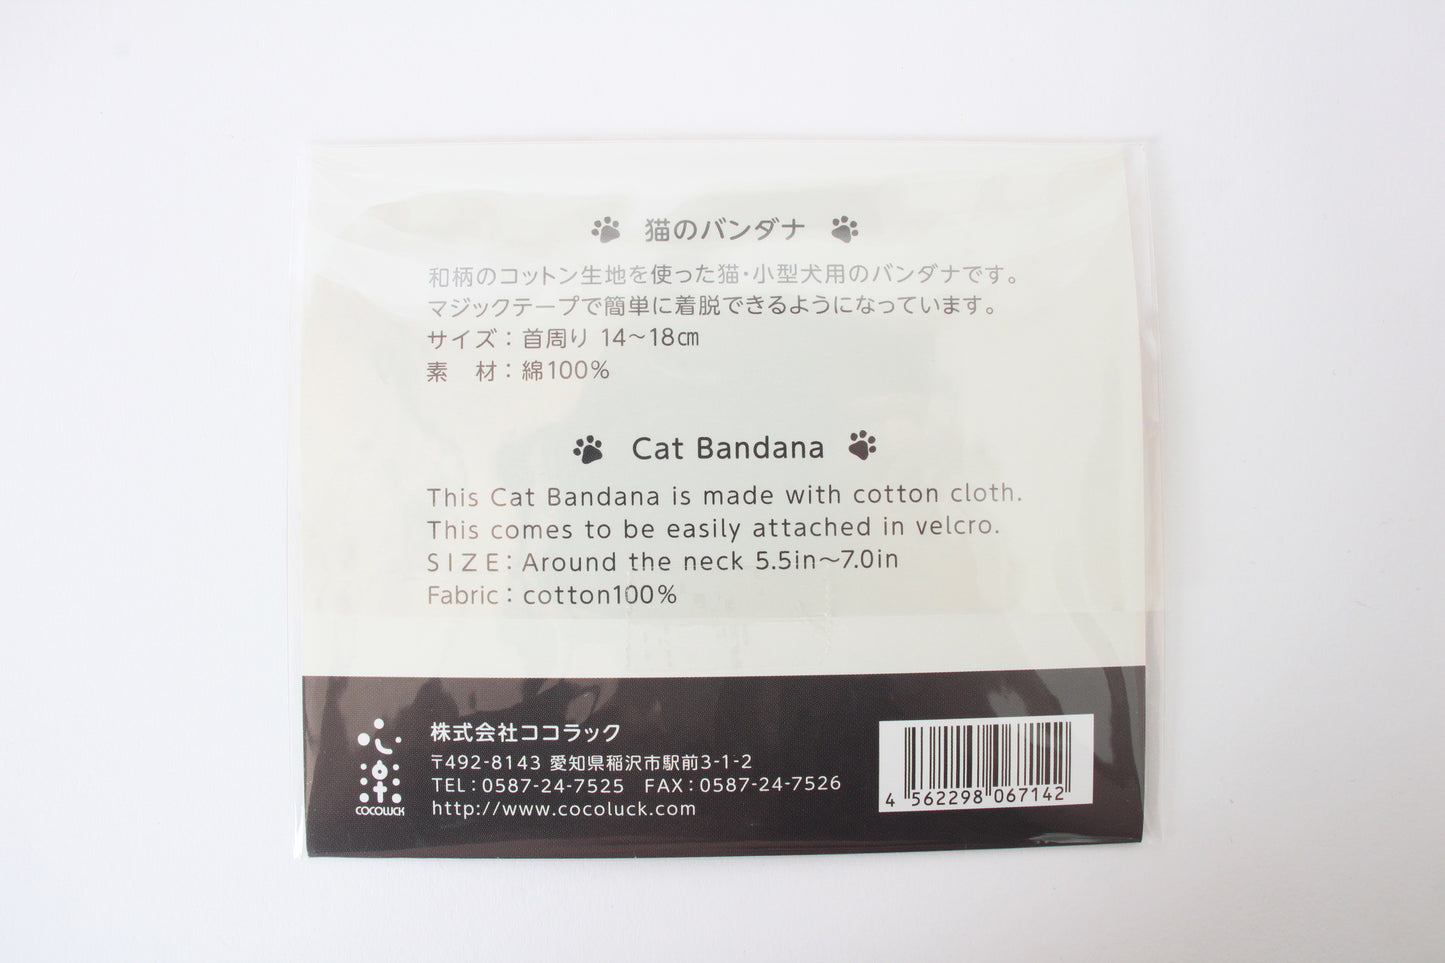 猫のバンダナ
和柄のコットン生地を使った猫・小型犬用のバンダナです。
マジックテープで簡単に着脱できるようになっています。
サイズ：首周り 14～18㎝
素　材：綿100%
Cat Bandana
This Cat Bandana is made with cotton cloth.
This comes to be easily attached in velcro.
SIZE：Around the neck 5.5in～7.0in
Fabric：cotton100%
COCOLUCK
株式会社ココラック
〒492-8143 愛知県稲沢市駅前3-1-2
TEL：0587-24-7525　FAX：0587-24-7526
http://www.cocoluck.com
4 562298 067142